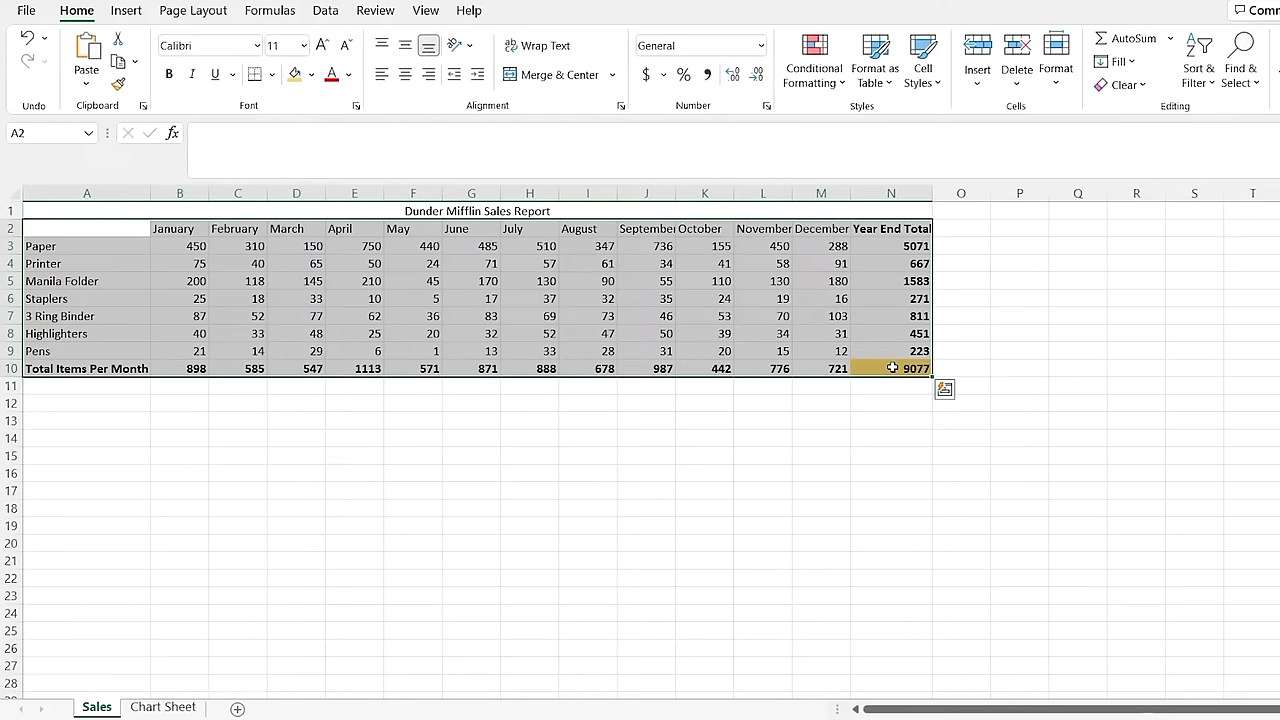 File Home Insert Page Layout Formulas Data Review View Help
Undo
Paste
Clipboard
Calibri 11
B I U
Font
Wrap Text
Merge & Center
Alignment
General
$ % ,
Number
Conditional Formatting
Format as Table
Cell Styles
Styles
Insert Delete Format
Cells
AutoSum
Fill
Clear
Sort & Filter
Find & Select
Editing
A2 fx
A B C D E F G H I J K L M N O P Q R S T
1 Dunder Mifflin Sales Report
2 January February March April May June July August September October November December Year End Total
3 Paper 450 310 150 750 440 485 510 347 736 155 450 288 5071
4 Printer 75 40 65 50 24 71 57 61 34 41 58 91 667
5 Manila Folder 200 118 145 210 45 170 130 90 55 110 130 180 1583
6 Staplers 25 18 33 10 5 17 37 32 35 24 19 16 271
7 3 Ring Binder 87 52 77 62 36 83 69 73 46 53 70 103 811
8 Highlighters 40 33 48 25 20 32 52 47 50 39 34 31 451
9 Pens 21 14 29 6 1 13 33 28 31 20 15 12 223
10 Total Items Per Month 898 585 547 1113 571 871 888 678 987 442 776 721 9077
11
12
13
14
15
16
17
18
19
20
21
22
23
24
25
26
27
28
Sales Chart Sheet